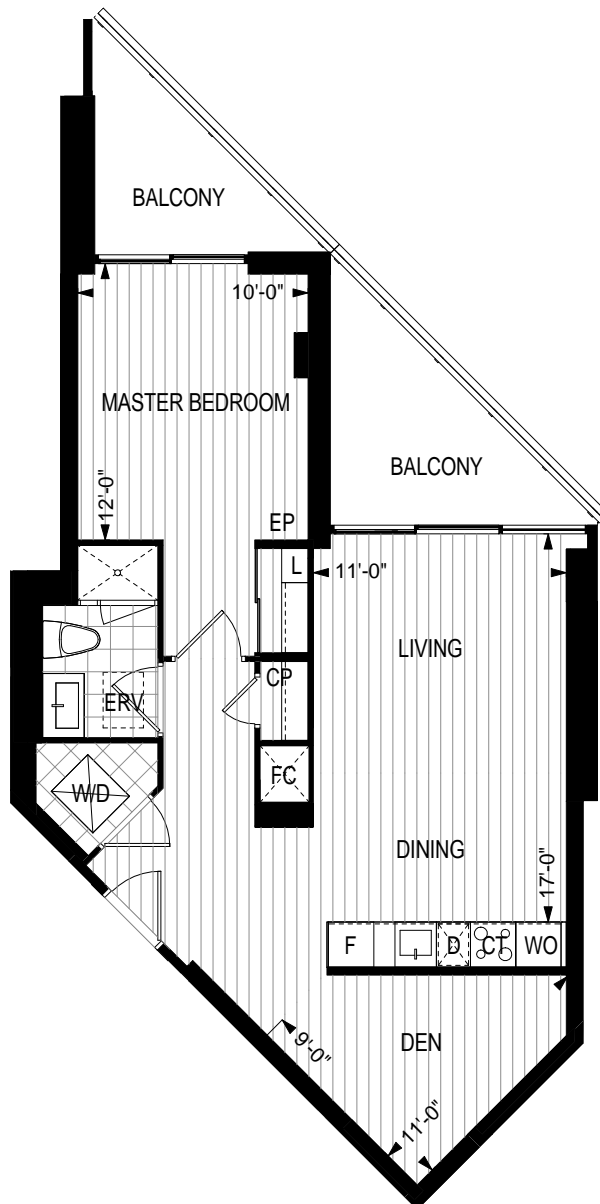 BALCONY
10'-0"
MASTER BEDROOM
BALCONY
12'-0"
EP
L
11'-0"
LIVING
CP
ERV
FC
W/D
DINING
17'-0"
F
D
CT
WO
9'-0"
DEN
11'-0"